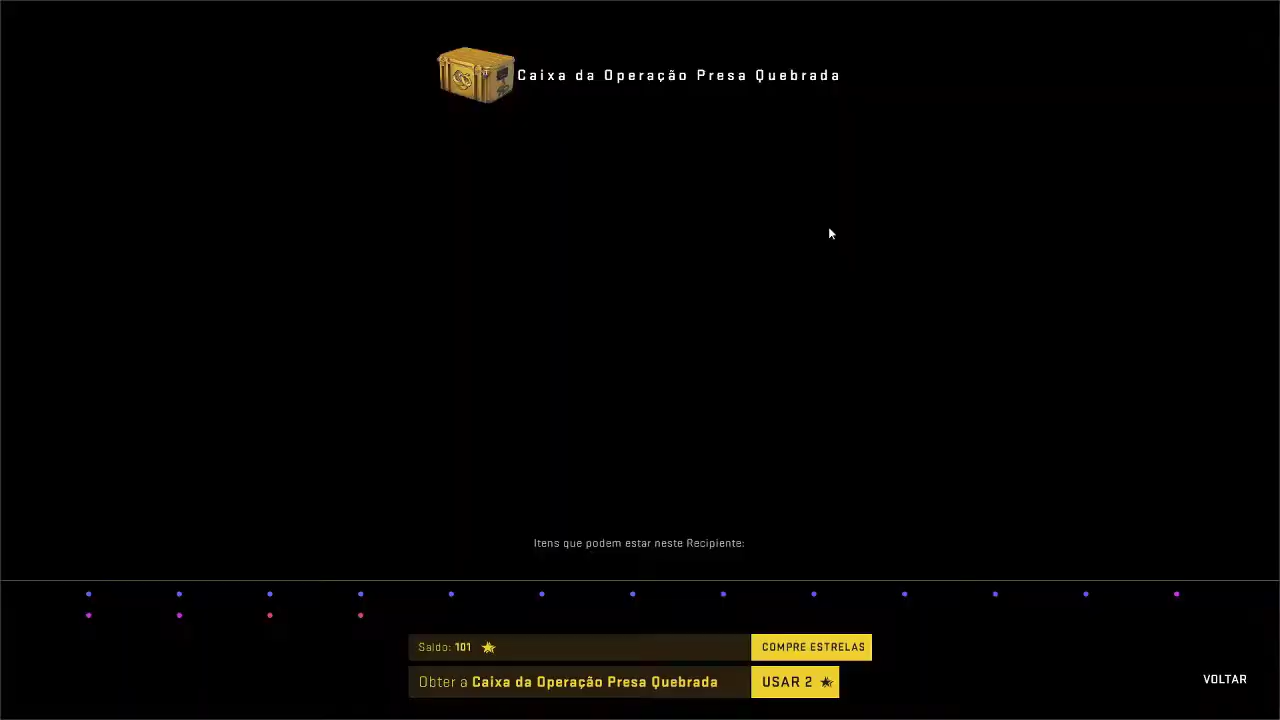 Caixa da Operação Presa Quebrada
Itens que podem estar neste Recipiente:
Saldo: 101
COMPRE ESTRELAS
Obter a Caixa da Operação Presa Quebrada
USAR 2
VOLTAR